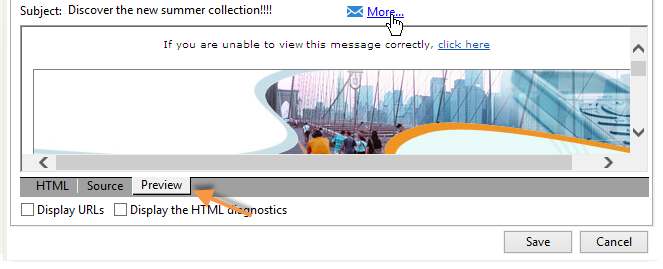 Subject: Discover the new summer collection!!!! More...
If you are unable to view this message correctly, click here
HTML Source Preview
Display URLs Display the HTML diagnostics
Save Cancel